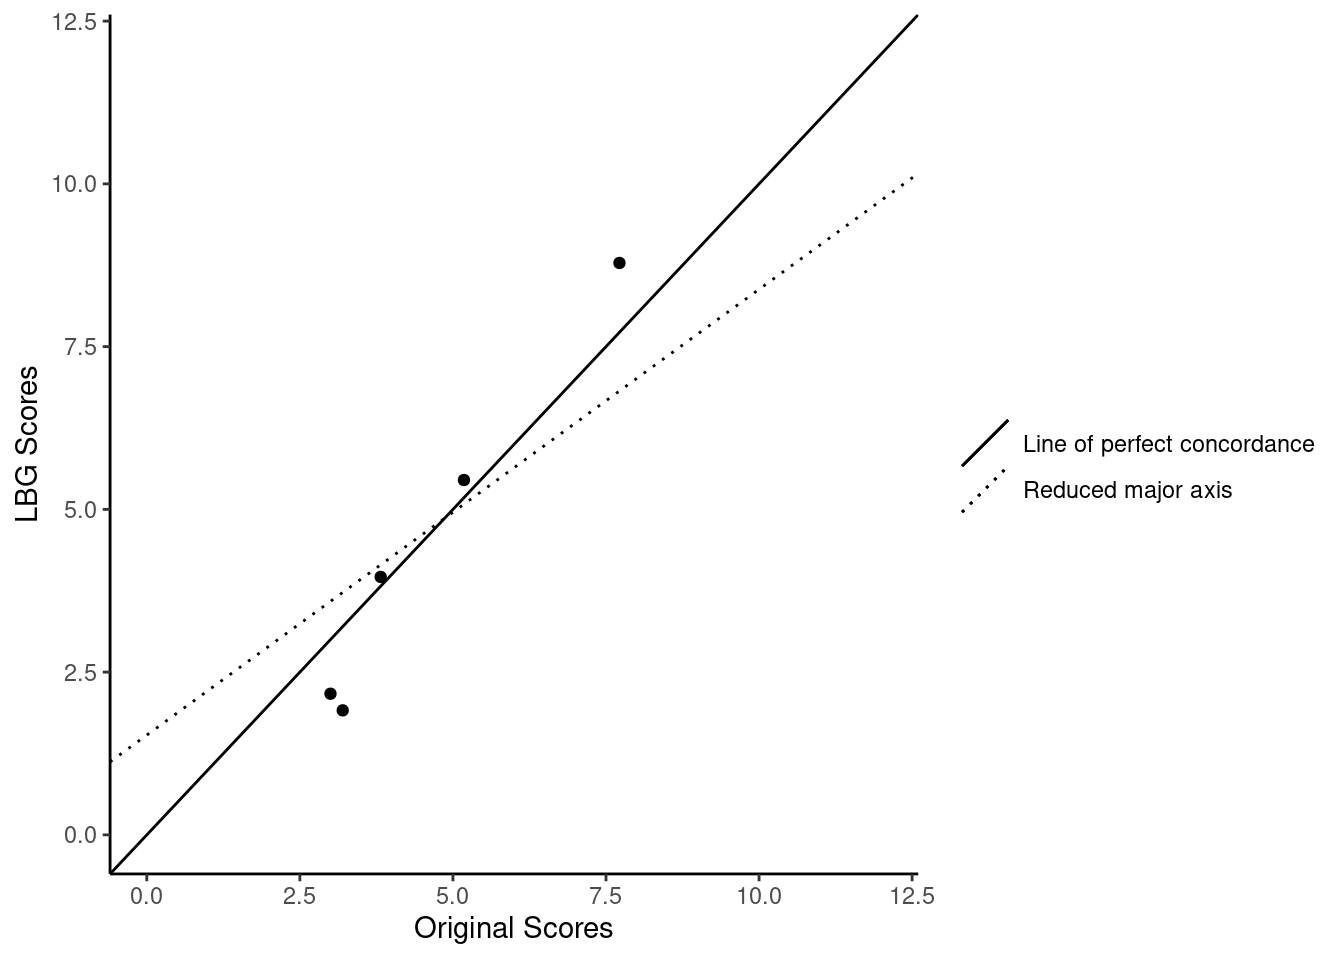 12.5
10.0
7.5
5.0
2.5
0.0
LBG Scores
0.0 2.5 5.0 7.5 10.0 12.5
Original Scores
Line of perfect concordance
Reduced major axis